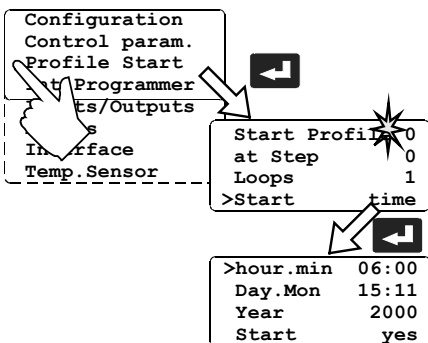 Configuration
Control param.
Profile Start
Programmer
ts/Outputs
Interface
Temp.Sensor
Start Profile 0
at Step 0
Loops 1
>Start time
>hour.min 06:00
Day.Mon 15:11
Year 2000
Start yes